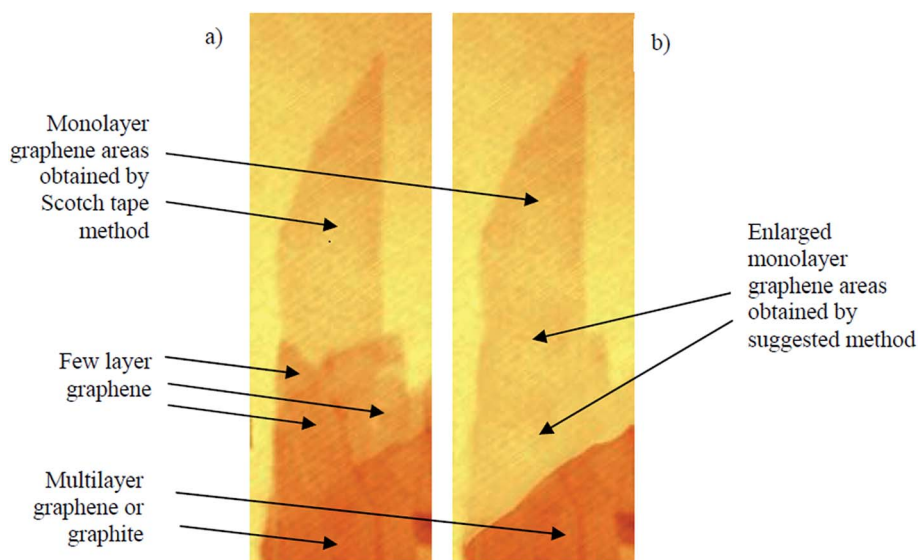 a)
b)
Monolayer
graphene areas
obtained by
Scotch tape
method
Enlarged
monolayer
graphene areas
obtained by
suggested method
Few layer
graphene
Multilayer
graphene or
graphite